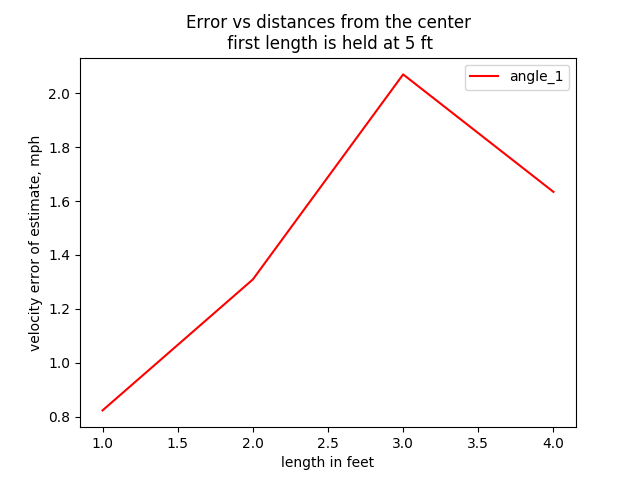 Error vs distances from the center
first length is held at 5 ft
angle_1
velocity error of estimate, mph
2.0
1.8
1.6
1.4
1.2
1.0
0.8
1.0 1.5 2.0 2.5 3.0 3.5 4.0
length in feet